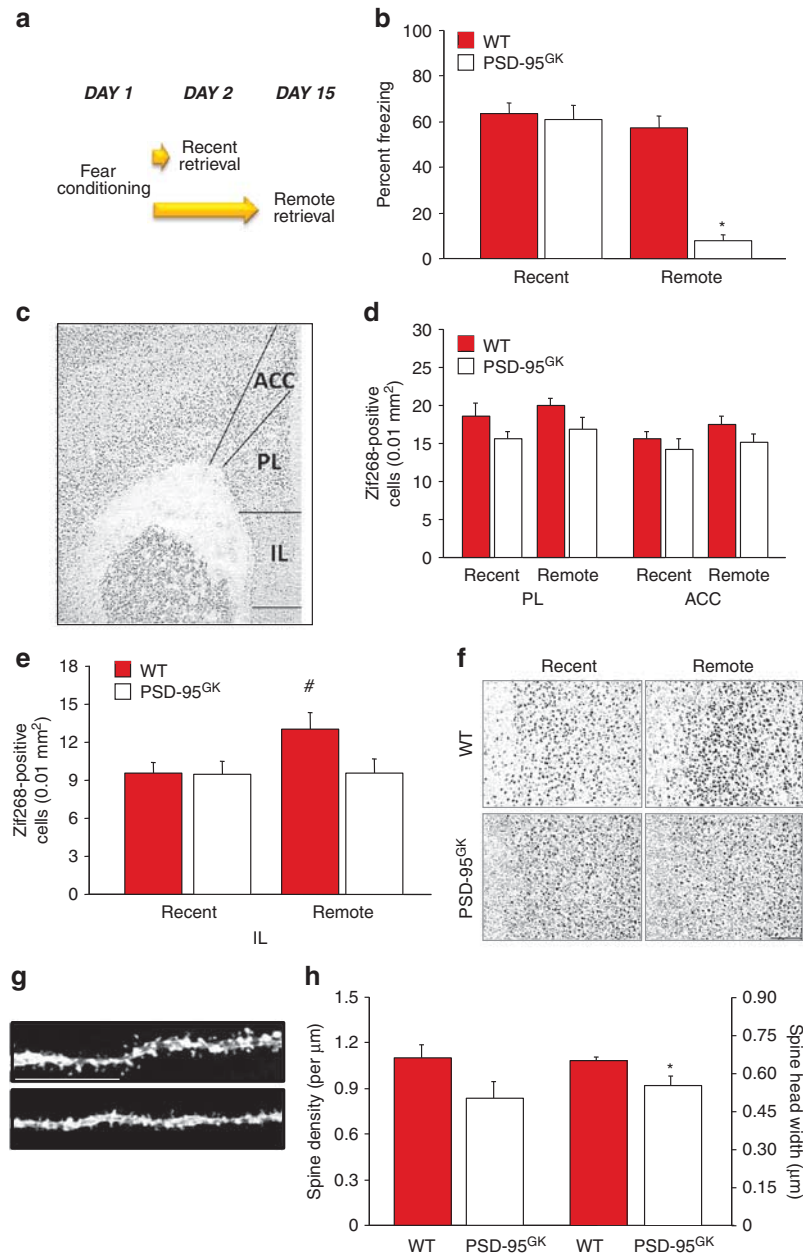 a
DAY 1 DAY 2 DAY 15
Fear
conditioning
Recent
retrieval
Remote
retrieval
b
WT
PSD-95GK
Percent freezing
100
80
60
40
20
0
*
Recent Remote
c
ACC
PL
IL
d
WT
PSD-95GK
Zif268-positive
cells (0.01 mm²)
30
25
20
15
10
5
0
Recent Remote Recent Remote
PL ACC
e
WT
PSD-95GK
Zif268-positive
cells (0.01 mm²)
18
15
12
9
6
3
0
#
Recent Remote
IL
f
Recent Remote
WT
PSD-95GK
g
h
Spine density (per μm)
1.5
1.2
0.9
0.6
0.3
0
*
0.90
0.75
0.60
0.45
0.30
0.15
0
Spine head width (μm)
WT PSD-95GK WT PSD-95GK